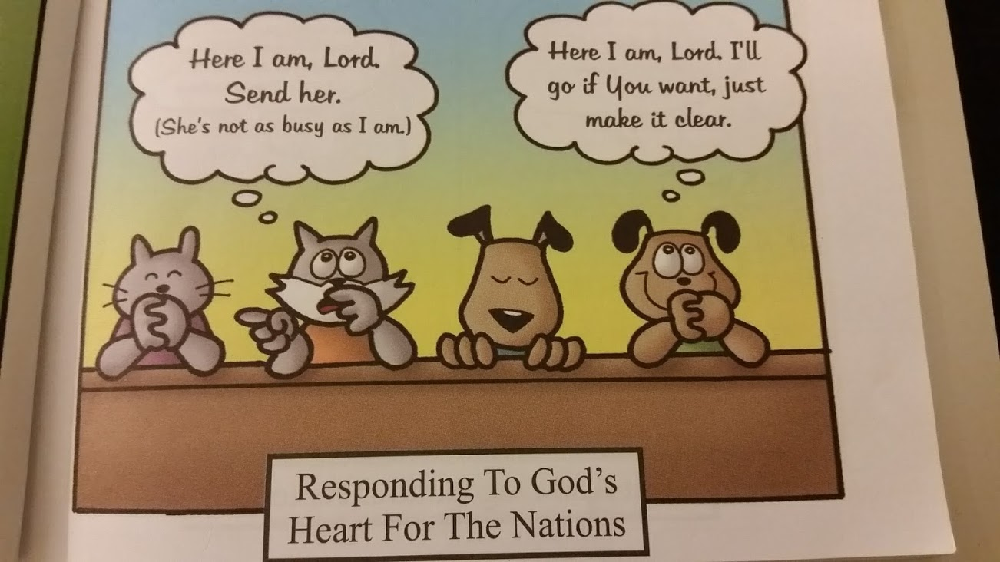 Here I am, Lord.
Send her.
(She's not as busy as I am.)
Here I am, Lord. I'll
go if You want, just
make it clear.
Responding To God's
Heart For The Nations